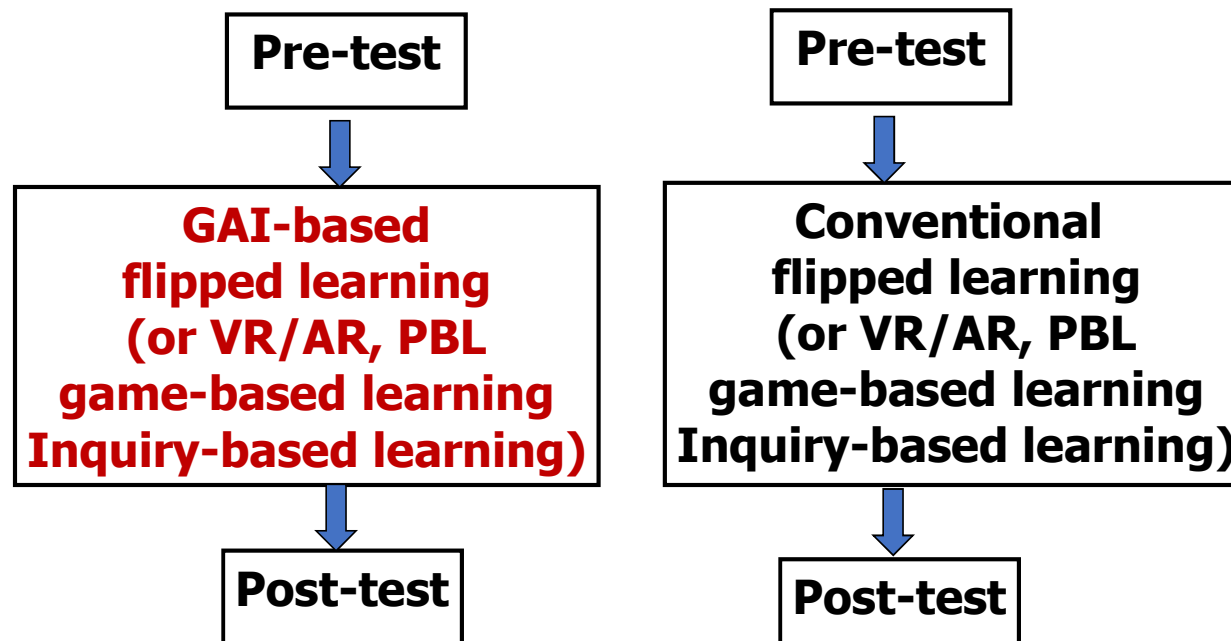 Pre-test
GAI-based
flipped learning
(or VR/AR, PBL
game-based learning
Inquiry-based learning)
Post-test
Pre-test
Conventional
flipped learning
(or VR/AR, PBL
game-based learning
Inquiry-based learning)
Post-test